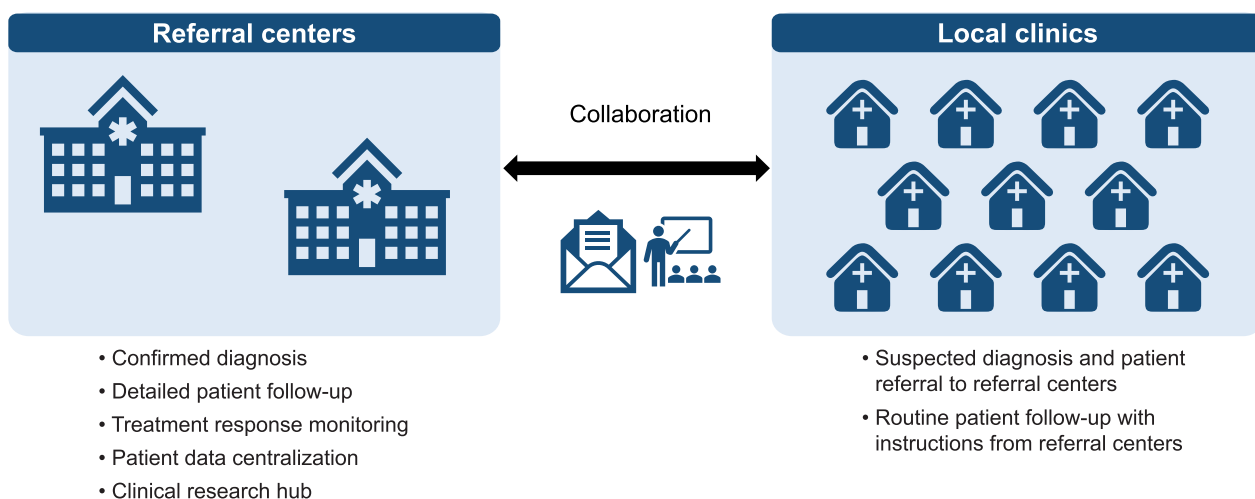 Referral centers
Collaboration
Local clinics
• Confirmed diagnosis
• Detailed patient follow-up
• Treatment response monitoring
• Patient data centralization
• Clinical research hub
• Suspected diagnosis and patient
referral to referral centers
• Routine patient follow-up with
instructions from referral centers